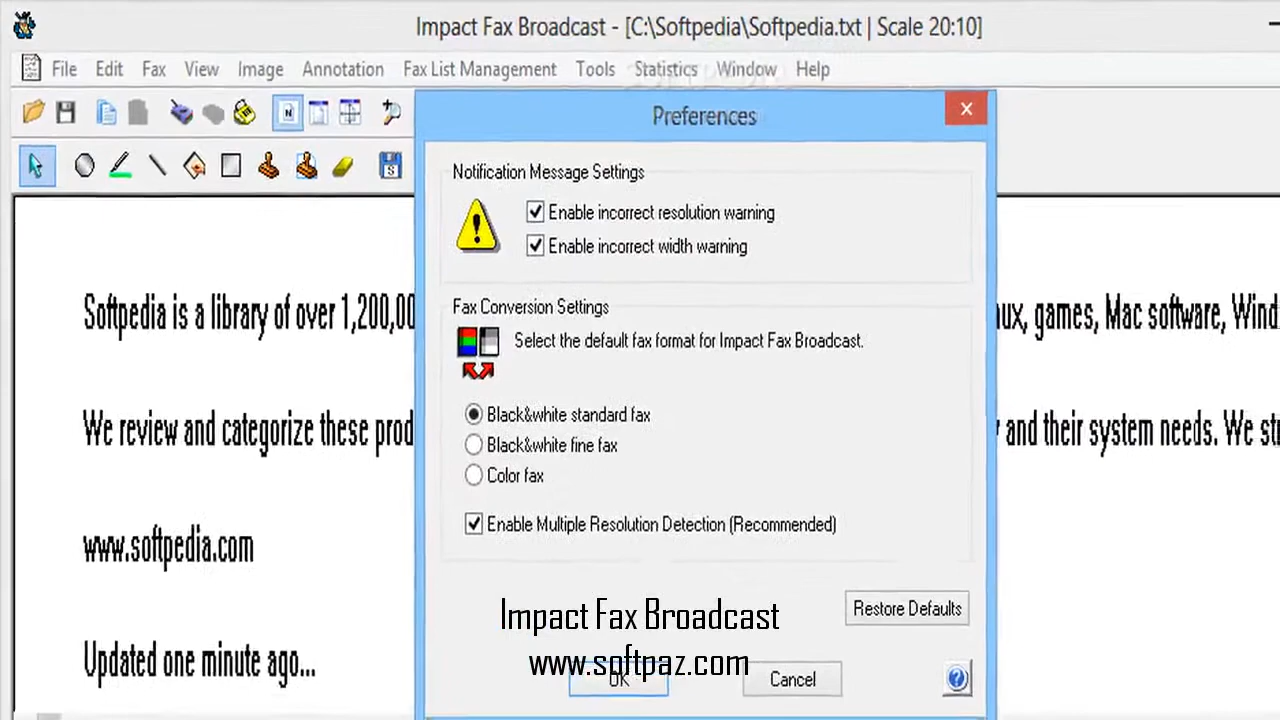 Impact Fax Broadcast - [C:\Softpedia\Softpedia.txt | Scale 20:10]
File Edit Fax View Image Annotation Fax List Management Tools Statistics Window Help
Preferences
Notification Message Settings
Enable incorrect resolution warning
Enable incorrect width warning
Softpedia is a library of over 1,200,00
ux, games, Mac software, Wind
Fax Conversion Settings
Select the default fax format for Impact Fax Broadcast.
Black&white standard fax
We review and categorize these prod
and their system needs. We st
Black&white fine fax
Color fax
Enable Multiple Resolution Detection (Recommended)
www.softpedia.com
Restore Defaults
Impact Fax Broadcast
www.softpaz.com
Updated one minute ago...
OK
Cancel